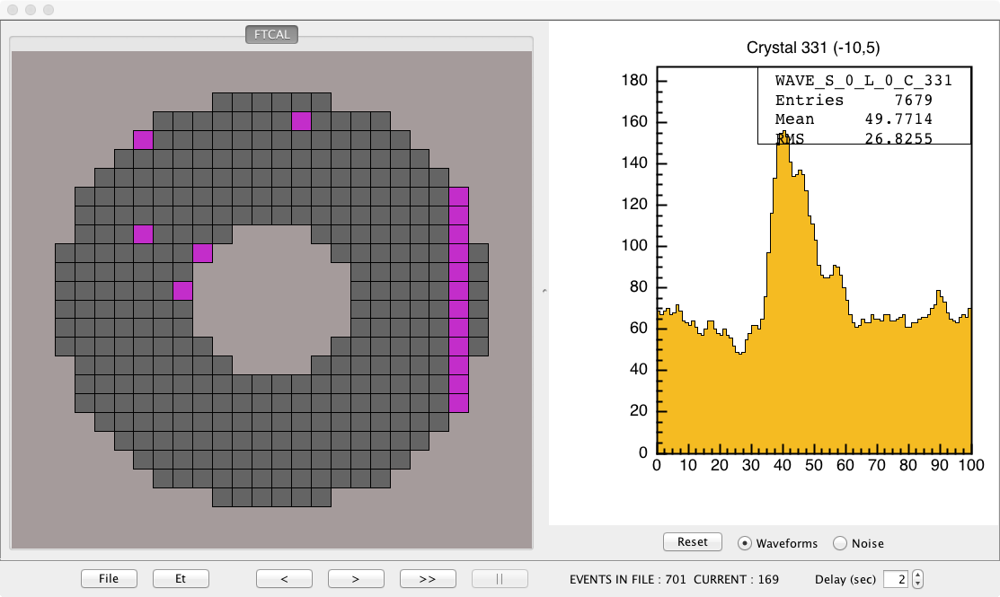 FTCAL
Crystal 331 (-10,5)
WAVE_S_0_L_0_C_331
Entries 7679
Mean 49.7714
RMS 26.8255
180
160
140
120
100
80
60
40
20
0
0 10 20 30 40 50 60 70 80 90 100
Reset Waveforms Noise
File Et < > >> || EVENTS IN FILE : 701 CURRENT : 169 Delay (sec) 2